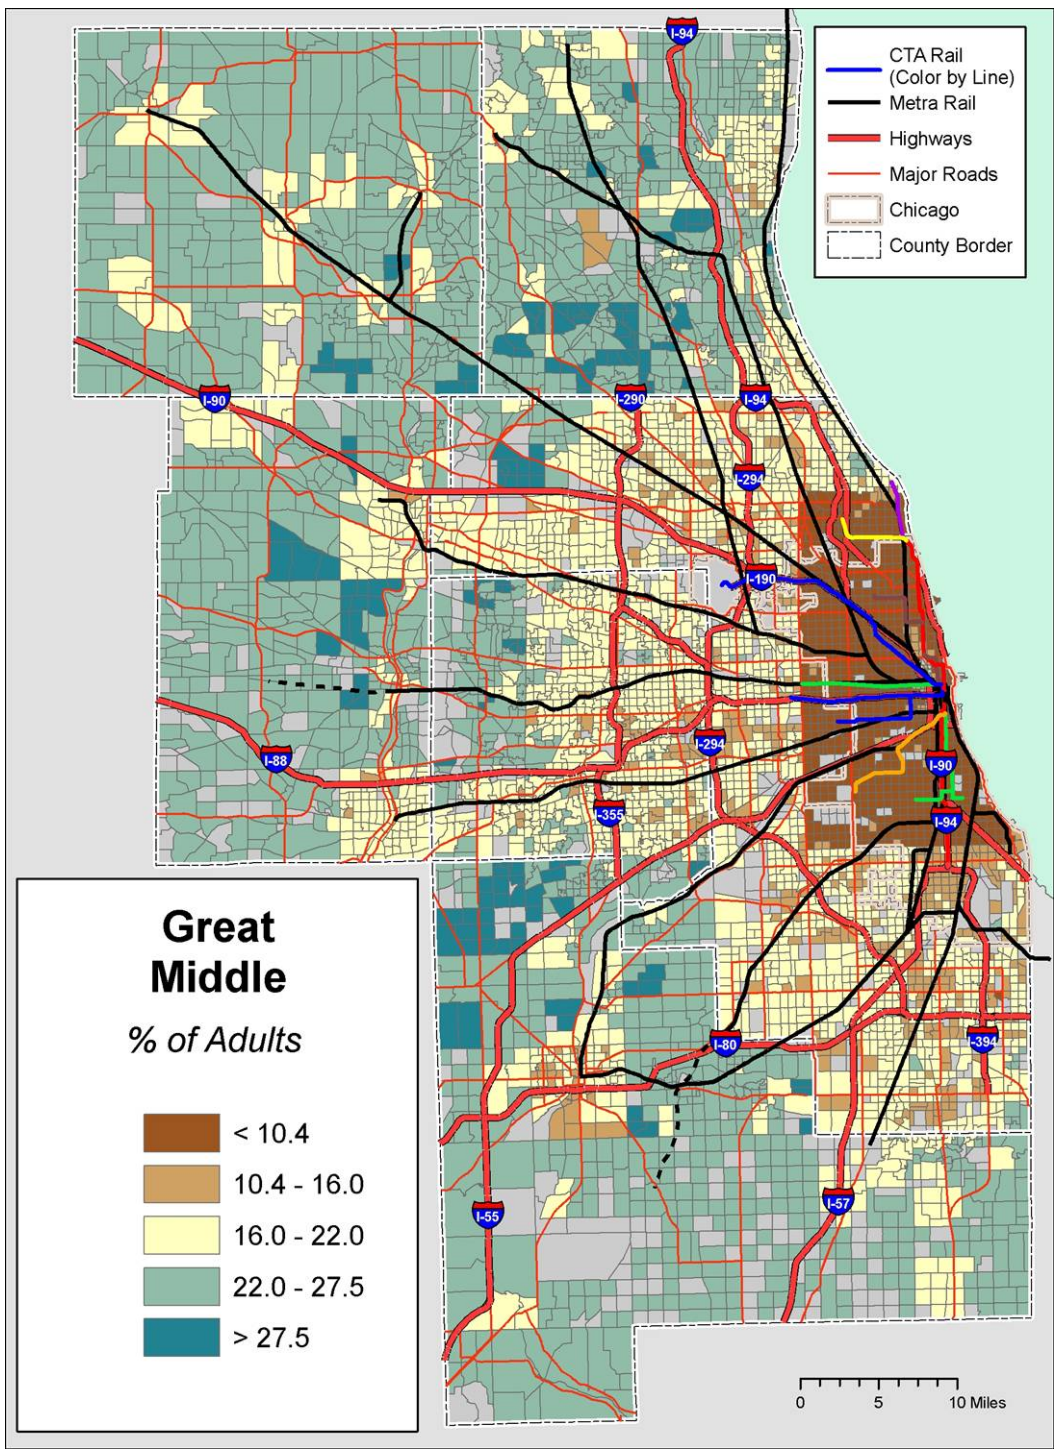 I-94
CTA Rail
(Color by Line)
Metra Rail
Highways
Major Roads
Chicago
County Border
I-90
I-290
I-94
I-294
I-190
I-294
I-88
I-90
I-355
I-94
Great
Middle
% of Adults
< 10.4
10.4 - 16.0
16.0 - 22.0
22.0 - 27.5
> 27.5
I-80
I-394
I-55
I-57
0 5 10 Miles